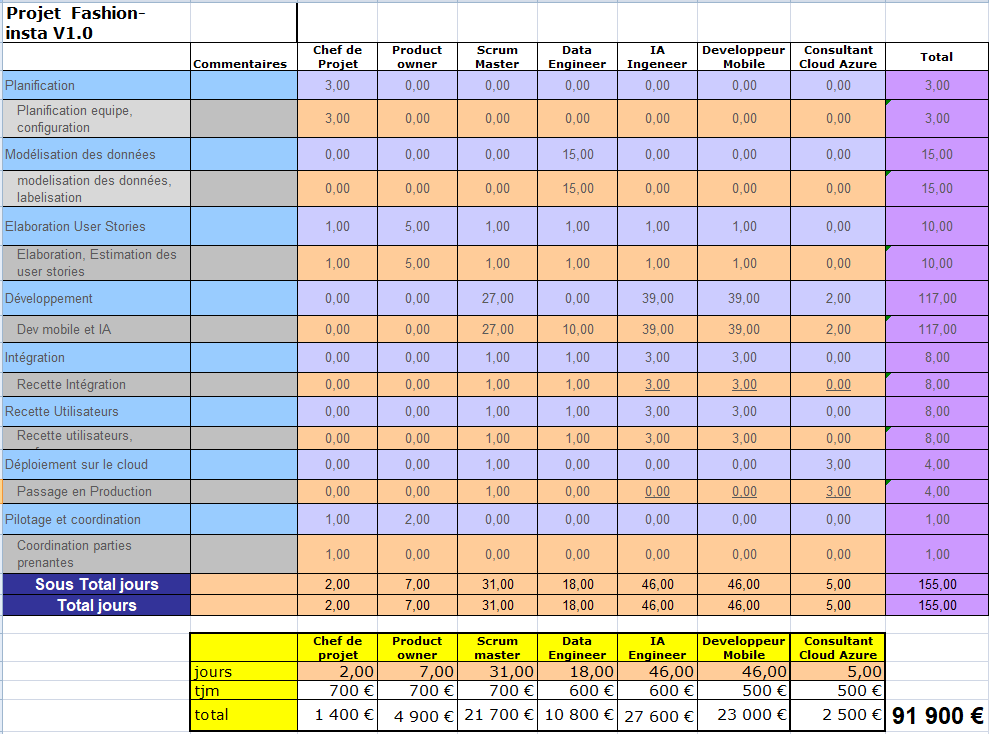 Projet Fashion-
insta V1.0
Commentaires Chef de Projet Product owner Scrum Master Data Engineer IA Ingeneer Developpeur Mobile Consultant Cloud Azure Total
Planification 3,00 0,00 0,00 0,00 0,00 0,00 0,00 3,00
Planification equipe, configuration 3,00 0,00 0,00 0,00 0,00 0,00 0,00 3,00
Modélisation des données 0,00 0,00 0,00 15,00 0,00 0,00 0,00 15,00
modelisation des données, labelisation 0,00 0,00 0,00 15,00 0,00 0,00 0,00 15,00
Elaboration User Stories 1,00 5,00 1,00 1,00 1,00 1,00 0,00 10,00
Elaboration, Estimation des user stories 1,00 5,00 1,00 1,00 1,00 1,00 0,00 10,00
Développement 0,00 0,00 27,00 0,00 39,00 39,00 2,00 117,00
Dev mobile et IA 0,00 0,00 27,00 10,00 39,00 39,00 2,00 117,00
Intégration 0,00 0,00 1,00 1,00 3,00 3,00 0,00 8,00
Recette Intégration 0,00 0,00 1,00 1,00 3,00 3,00 0,00 8,00
Recette Utilisateurs 0,00 0,00 1,00 1,00 3,00 3,00 0,00 8,00
Recette utilisateurs, 0,00 0,00 1,00 1,00 3,00 3,00 0,00 8,00
Déploiement sur le cloud 0,00 0,00 1,00 0,00 0,00 0,00 3,00 4,00
Passage en Production 0,00 0,00 1,00 0,00 0,00 0,00 3,00 4,00
Pilotage et coordination 1,00 2,00 0,00 0,00 0,00 0,00 0,00 1,00
Coordination parties prenantes 1,00 0,00 0,00 0,00 0,00 0,00 0,00 1,00
Sous Total jours 2,00 7,00 31,00 18,00 46,00 46,00 5,00 155,00
Total jours 2,00 7,00 31,00 18,00 46,00 46,00 5,00 155,00
Chef de projet Product owner Scrum master Data Engineer IA Engineer Developpeur Mobile Consultant Cloud Azure
jours 2,00 7,00 31,00 18,00 46,00 46,00 5,00
tjm 700 € 700 € 700 € 600 € 600 € 500 € 500 €
total 1 400 € 4 900 € 21 700 € 10 800 € 27 600 € 23 000 € 2 500 € 91 900 €